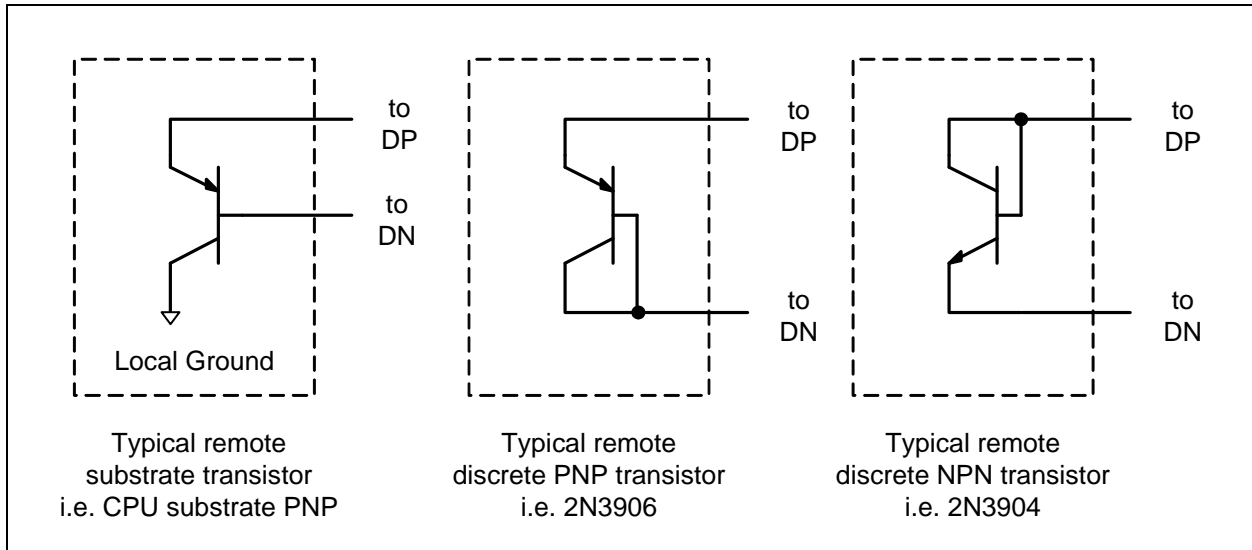 to
DP
to
DN
Local Ground
Typical remote
substrate transistor
i.e. CPU substrate PNP
to
DP
to
DN
Typical remote
discrete PNP transistor
i.e. 2N3906
to
DP
to
DN
Typical remote
discrete NPN transistor
i.e. 2N3904